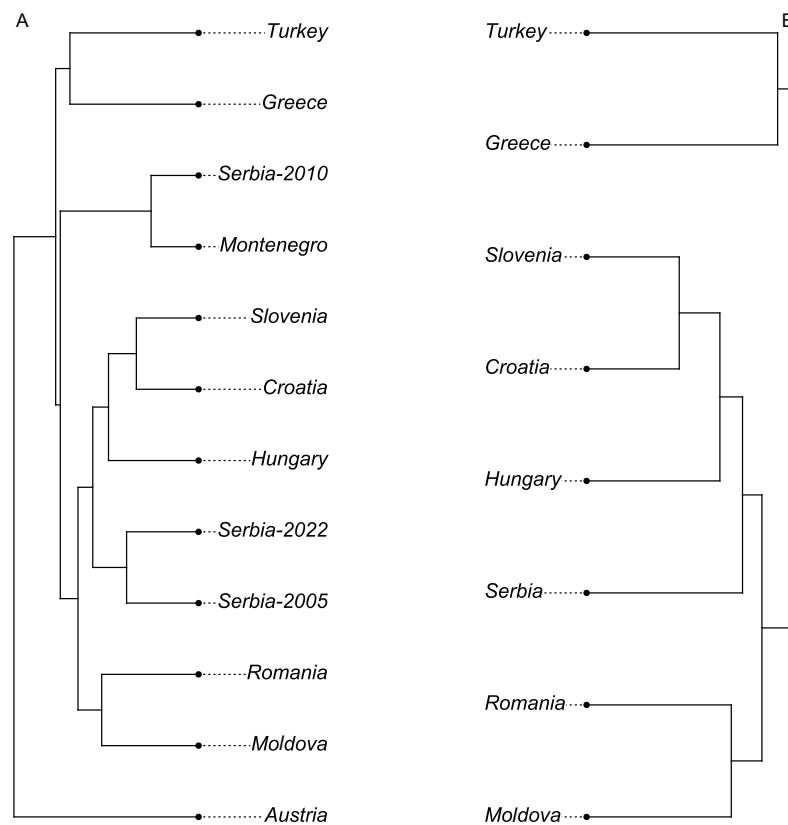 A
Turkey
Greece
Serbia-2010
Montenegro
Slovenia
Croatia
Hungary
Serbia-2022
Serbia-2005
Romania
Moldova
Austria
B
Turkey
Greece
Slovenia
Croatia
Hungary
Serbia
Romania
Moldova